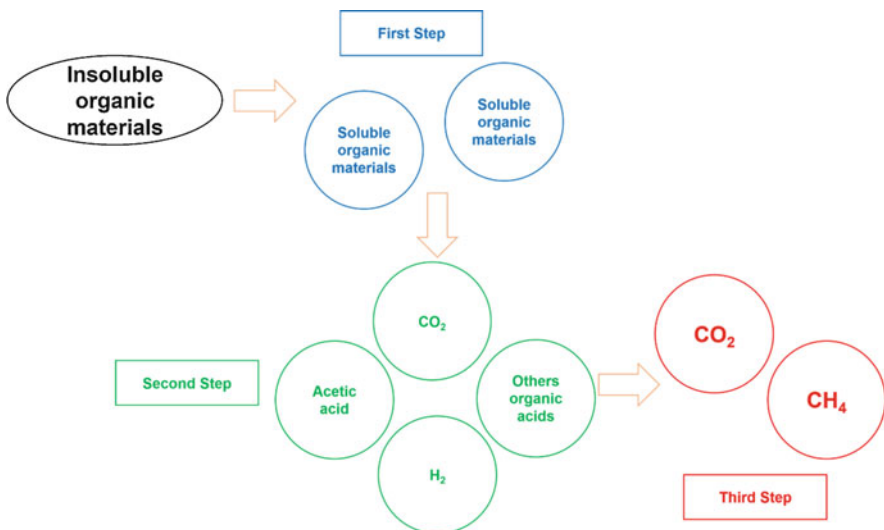 First Step
Insoluble
organic
materials
Soluble
organic
materials
Soluble
organic
materials
CO₂
Second Step
Acetic
acid
Others
organic
acids
H₂
CO₂
CH₄
Third Step